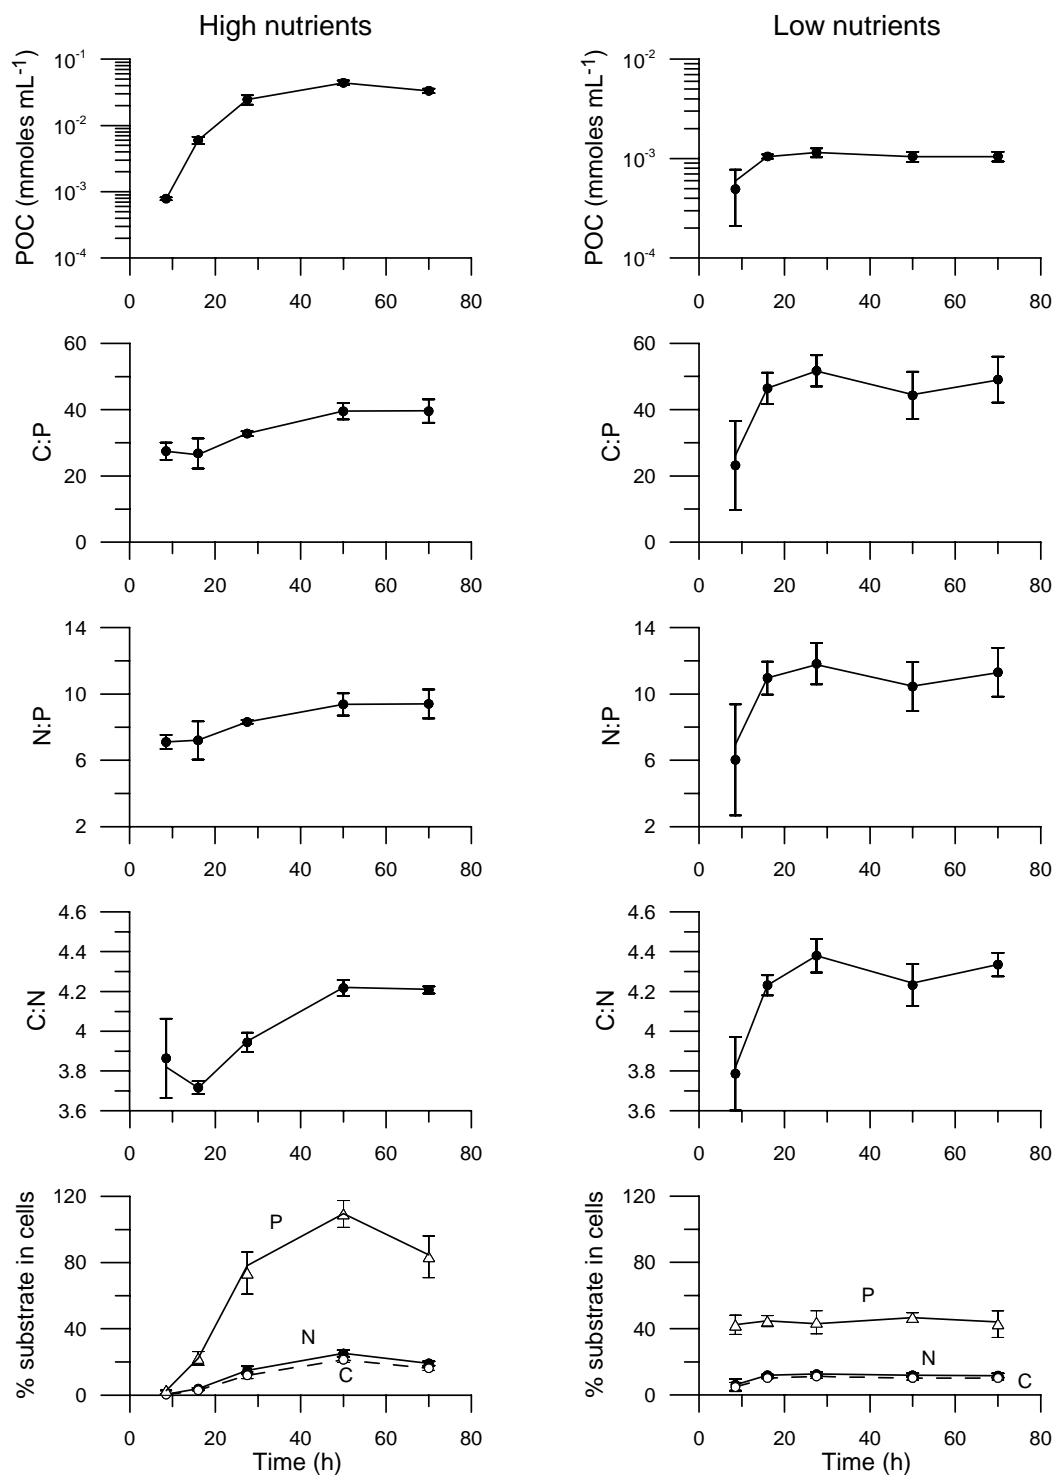 High nutrients
Low nutrients
POC (mmoles mL-1)
10-1
10-2
10-3
10-4
0 20 40 60 80
POC (mmoles mL-1)
10-2
10-3
10-4
0 20 40 60 80
C:P
60
40
20
0
0 20 40 60 80
C:P
60
40
20
0
0 20 40 60 80
N:P
14
10
6
2
0 20 40 60 80
N:P
14
10
6
2
0 20 40 60 80
C:N
4.6
4.4
4.2
4
3.8
3.6
0 20 40 60 80
C:N
4.6
4.4
4.2
4
3.8
3.6
0 20 40 60 80
% substrate in cells
120
80
40
0
P
N
C
0 20 40 60 80
Time (h)
% substrate in cells
120
80
40
0
P
N
C
0 20 40 60 80
Time (h)